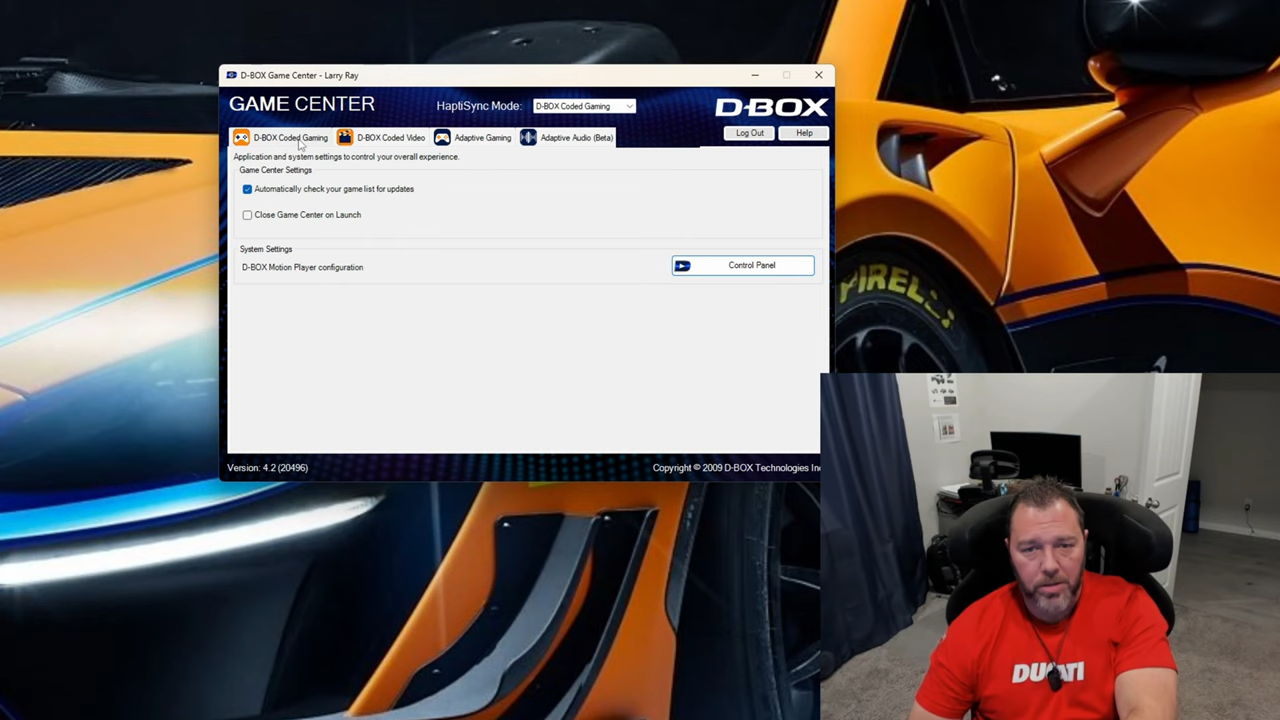 D-BOX Game Center - Larry Ray
GAME CENTER
HaptiSync Mode:
D-BOX Coded Gaming
D-BOX
D-BOX Coded Gaming
D-BOX Coded Video
Adaptive Gaming
Adaptive Audio (Beta)
Log Out
Help
Application and system settings to control your overall experience.
Game Center Settings
Automatically check your game list for updates
Close Game Center on Launch
System Settings
D-BOX Motion Player configuration
Control Panel
Version: 4.2 (20496)
Copyright © 2009 D-BOX Technologies Inc
PIRELLI
DUCATI